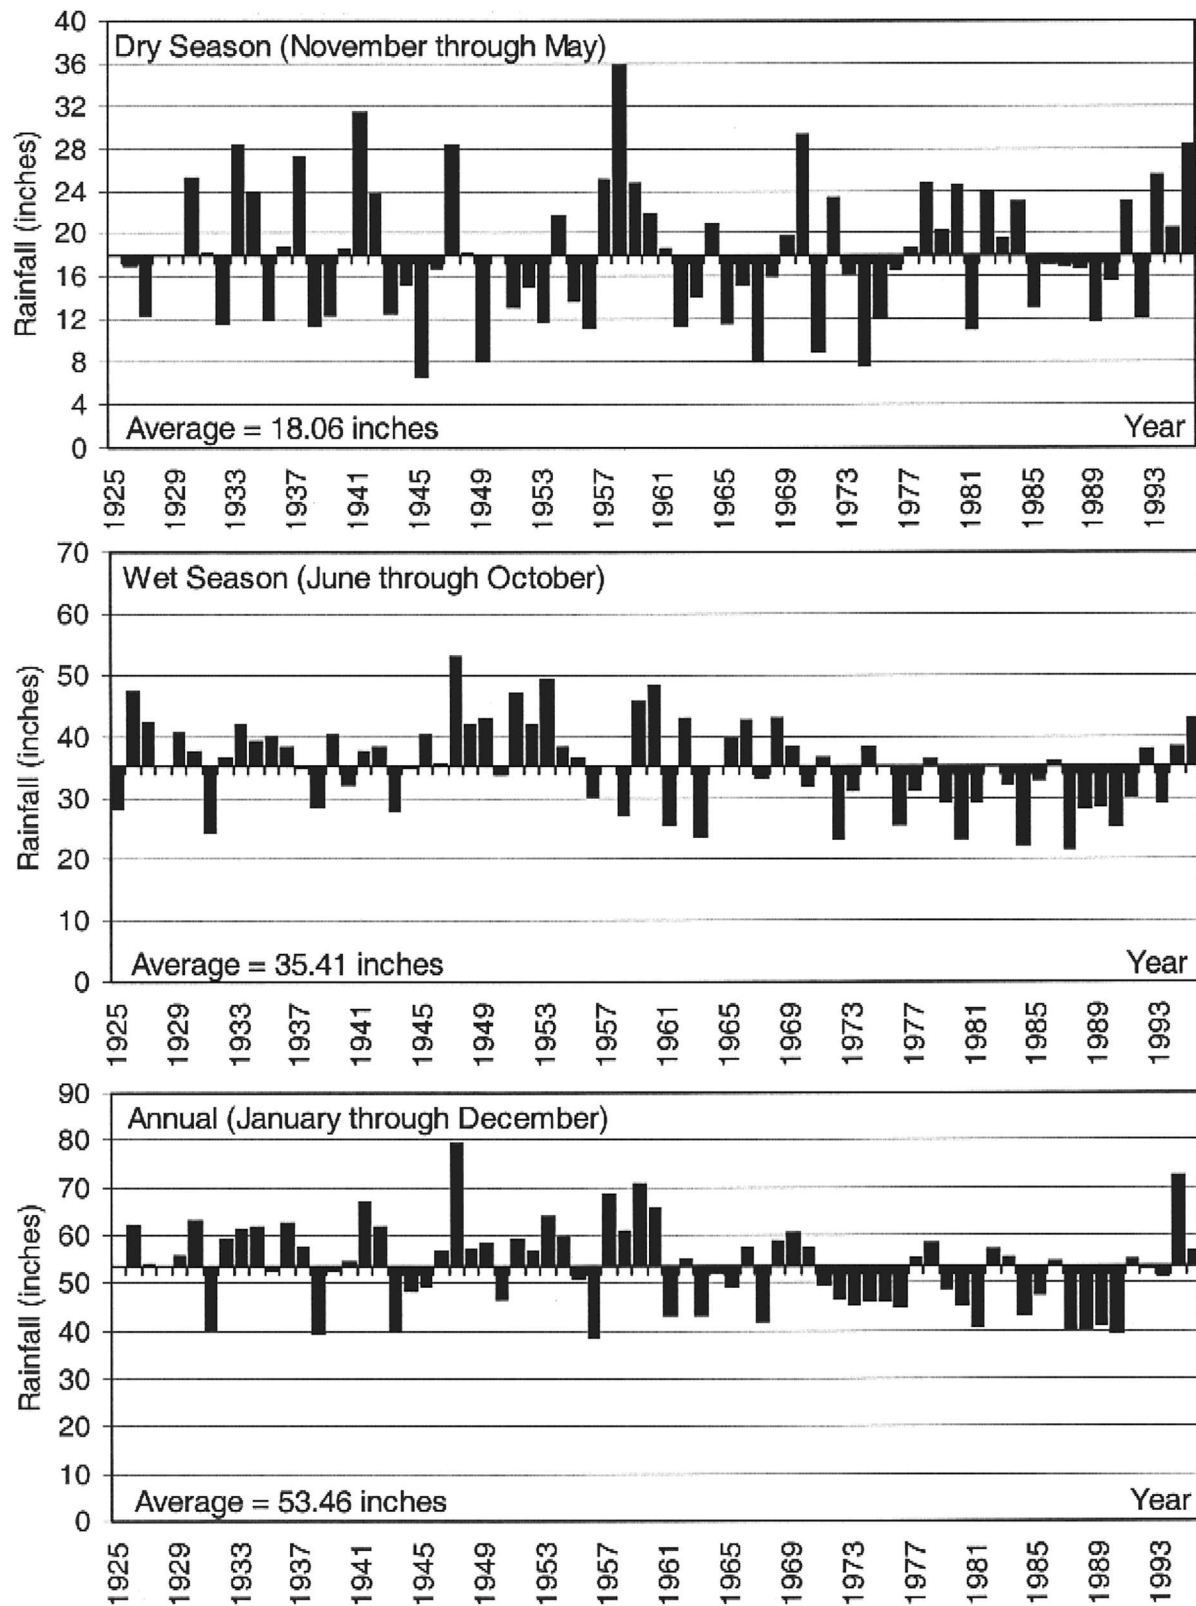 40
Dry Season (November through May)
36
32
28
24
20
16
12
8
4
0
Rainfall (inches)
Average = 18.06 inches
Year
1925 1929 1933 1937 1941 1945 1949 1953 1957 1961 1965 1969 1973 1977 1981 1985 1989 1993
70
Wet Season (June through October)
60
50
40
30
20
10
0
Rainfall (inches)
Average = 35.41 inches
Year
1925 1929 1933 1937 1941 1945 1949 1953 1957 1961 1965 1969 1973 1977 1981 1985 1989 1993
90
Annual (January through December)
80
70
60
50
40
30
20
10
0
Rainfall (inches)
Average = 53.46 inches
Year
1925 1929 1933 1937 1941 1945 1949 1953 1957 1961 1965 1969 1973 1977 1981 1985 1989 1993